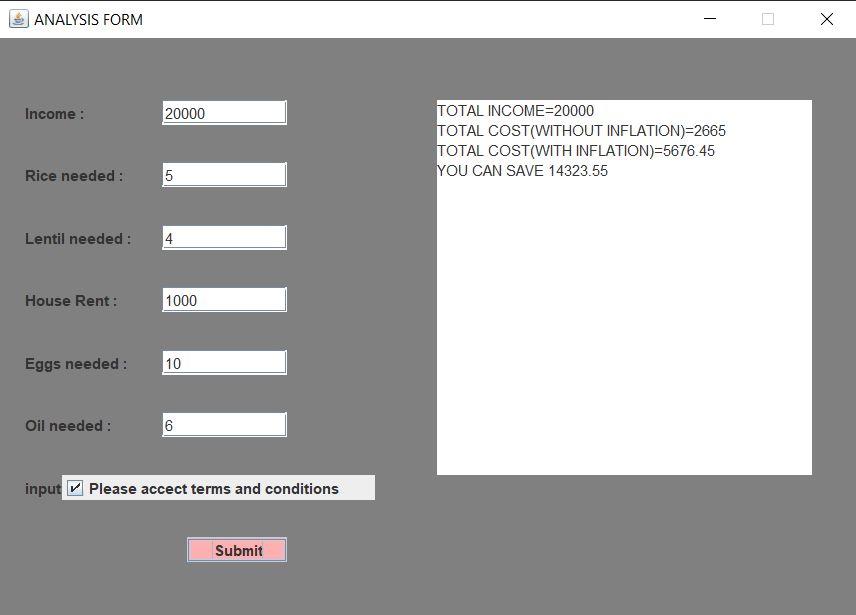 ANALYSIS FORM
Income : 20000
Rice needed : 5
Lentil needed : 4
House Rent : 1000
Eggs needed : 10
Oil needed : 6
input Please accect terms and conditions
Submit
TOTAL INCOME=20000
TOTAL COST(WITHOUT INFLATION)=2665
TOTAL COST(WITH INFLATION)=5676.45
YOU CAN SAVE 14323.55